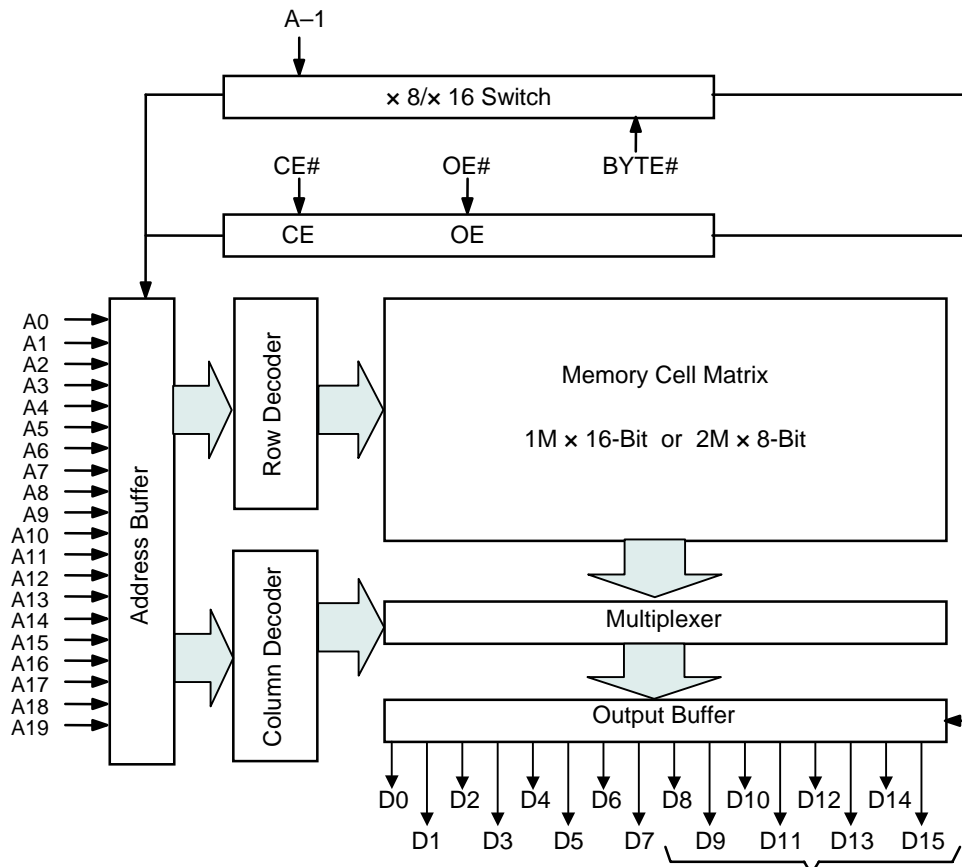 A–1
× 8/× 16 Switch
CE#
OE#
BYTE#
CE
OE
A0
A1
A2
A3
A4
A5
A6
A7
A8
A9
A10
A11
A12
A13
A14
A15
A16
A17
A18
A19
Address Buffer
Row Decoder
Column Decoder
Memory Cell Matrix
1M × 16-Bit or 2M × 8-Bit
Multiplexer
Output Buffer
D0 D2 D4 D6 D8 D10 D12 D14
D1 D3 D5 D7 D9 D11 D13 D15